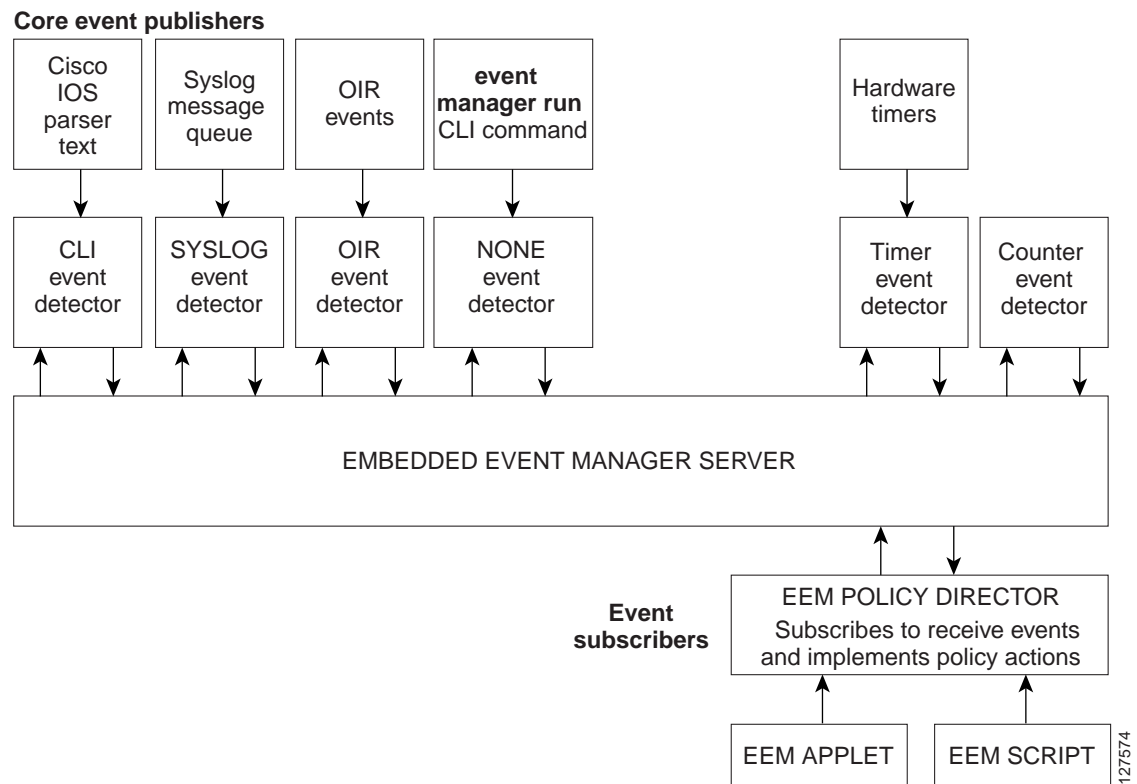 Core event publishers
Cisco
IOS
parser
text
Syslog
message
queue
OIR
events
event
manager run
CLI command
Hardware
timers
CLI
event
detector
SYSLOG
event
detector
OIR
event
detector
NONE
event
detector
Timer
event
detector
Counter
event
detector
EMBEDDED EVENT MANAGER SERVER
Event
subscribers
EEM POLICY DIRECTOR
Subscribes to receive events
and implements policy actions
EEM APPLET
EEM SCRIPT
127574